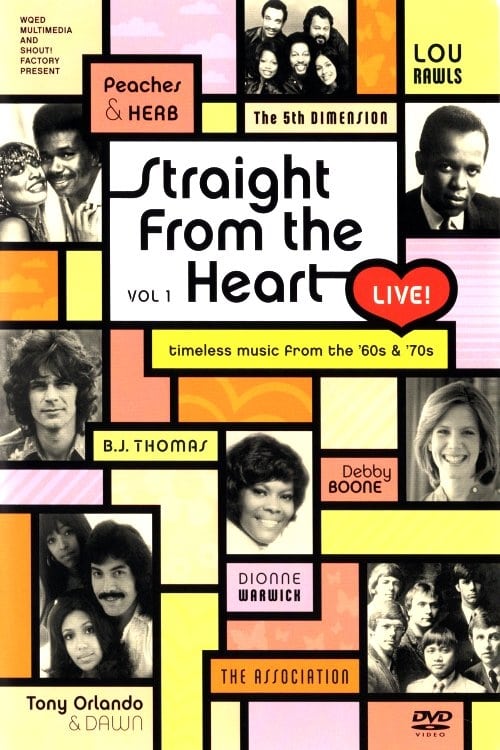 WQED
MULTIMEDIA
AND
SHOUT!
FACTORY
PRESENT
Peaches
& HERB
The 5th DIMENSION
LOU
RAWLS
Straight
From the
VOL 1 Heart
LIVE!
timeless music from the '60s & '70s
B.J. THOMAS
Debby
BOONE
DIONNE
WARWICK
THE ASSOCIATION
Tony Orlando
& DAWN
DVD
VIDEO